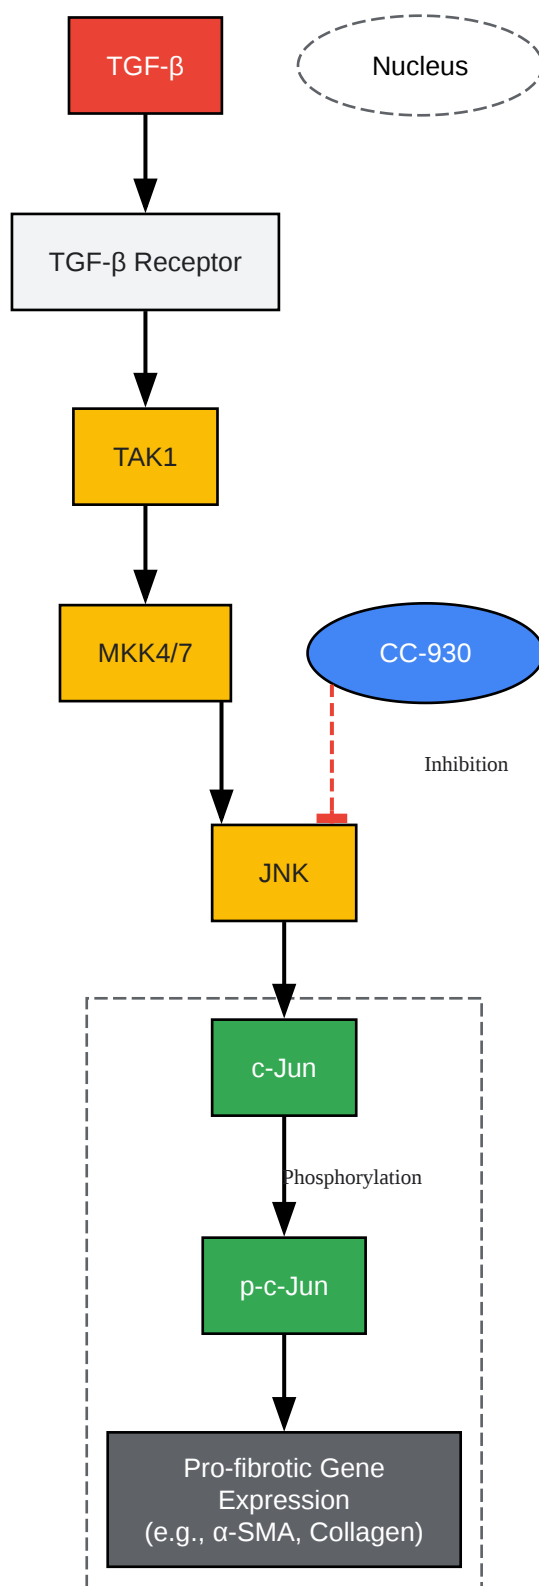 TGF-β
Nucleus
TGF-β Receptor
TAK1
MKK4/7
CC-930
Inhibition
JNK
c-Jun
Phosphorylation
p-c-Jun
Pro-fibrotic Gene
Expression
(e.g., α-SMA, Collagen)